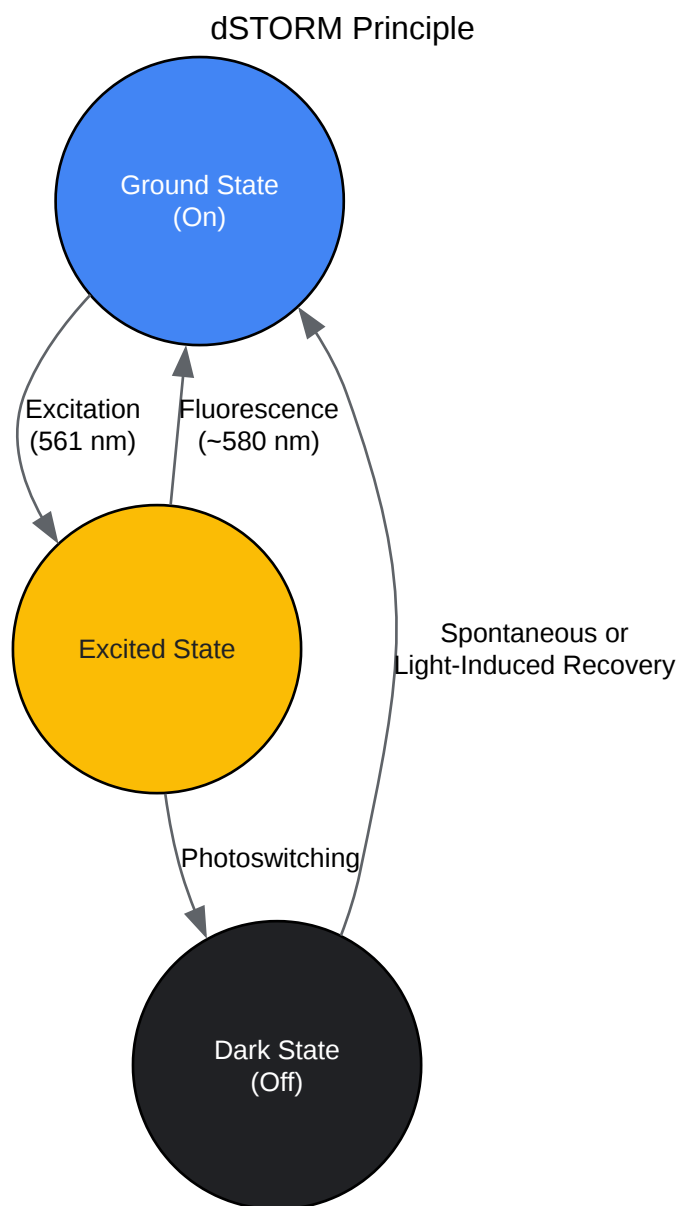 dSTORM Principle
Ground State
(On)
Excitation
(561 nm)
Fluorescence
(~580 nm)
Excited State
Spontaneous or
Light-Induced Recovery
Photoswitching
Dark State
(Off)